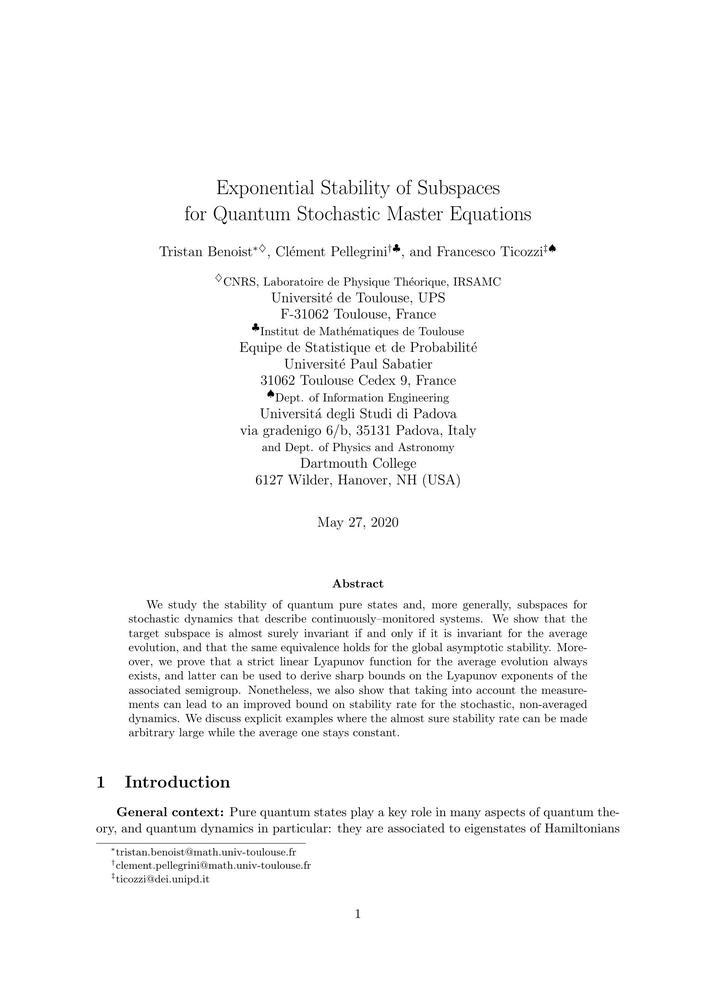 Exponential Stability of Subspaces
for Quantum Stochastic Master Equations
Tristan Benoist*♢, Clément Pellegrini†♣, and Francesco Ticozzi‡♠
♢CNRS, Laboratoire de Physique Théorique, IRSAMC
Université de Toulouse, UPS
F-31062 Toulouse, France
♣Institut de Mathématiques de Toulouse
Equipe de Statistique et de Probabilité
Université Paul Sabatier
31062 Toulouse Cedex 9, France
♠Dept. of Information Engineering
Universitá degli Studi di Padova
via gradenigo 6/b, 35131 Padova, Italy
and Dept. of Physics and Astronomy
Dartmouth College
6127 Wilder, Hanover, NH (USA)
May 27, 2020
Abstract
We study the stability of quantum pure states and, more generally, subspaces for
stochastic dynamics that describe continuously–monitored systems. We show that the
target subspace is almost surely invariant if and only if it is invariant for the average
evolution, and that the same equivalence holds for the global asymptotic stability. More-
over, we prove that a strict linear Lyapunov function for the average evolution always
exists, and latter can be used to derive sharp bounds on the Lyapunov exponents of the
associated semigroup. Nonetheless, we also show that taking into account the measure-
ments can lead to an improved bound on stability rate for the stochastic, non-averaged
dynamics. We discuss explicit examples where the almost sure stability rate can be made
arbitrary large while the average one stays constant.
1 Introduction
General context: Pure quantum states play a key role in many aspects of quantum the-
ory, and quantum dynamics in particular: they are associated to eigenstates of Hamiltonians
*tristan.benoist@math.univ-toulouse.fr
†clement.pellegrini@math.univ-toulouse.fr
‡ticozzi@dei.unipd.it
1